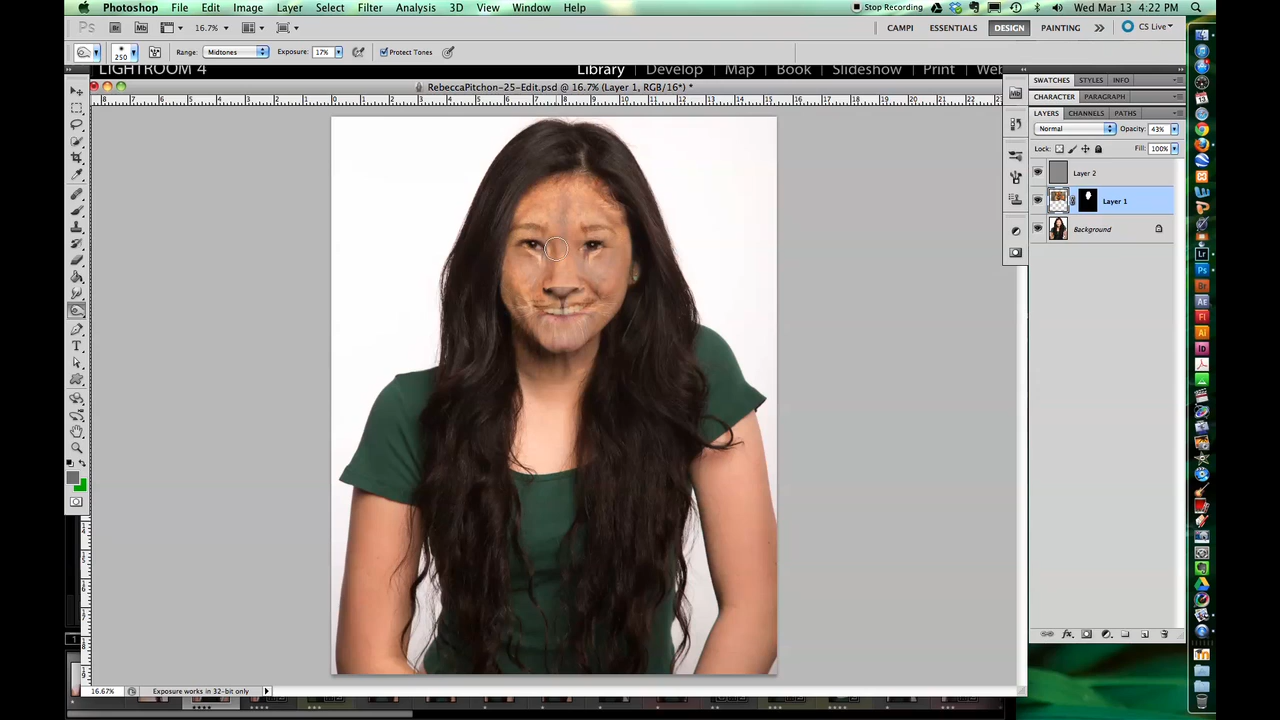 Photoshop File Edit Image Layer Select Filter Analysis 3D View Window Help Stop Recording Wed Mar 13 4:22 PM
Ps Br Mb 16.7% CAMPI ESSENTIALS DESIGN PAINTING CS Live
250 Range: Midtones Exposure: 17% Protect Tones
LIGHTROOM 4 Library Develop Map Book Slideshow Print Web
RebeccaPitchon-25-Edit.psd @ 16.7% (Layer 1, RGB/16*) *
SWATCHES STYLES INFO
CHARACTER PARAGRAPH
LAYERS CHANNELS PATHS
Normal Opacity: 43%
Lock: Fill: 100%
Layer 2
Layer 1
Background
16.67% Exposure works in 32-bit only